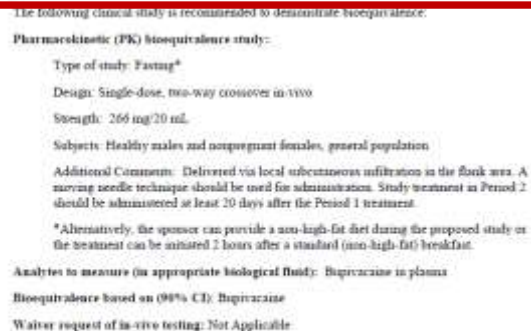 The following clinical study is recommended to demonstrate bioequivalence:
Pharmacokinetic (PK) bioequivalence study:
Type of study: Fasting*
Design: Single-dose, two-way crossover in-vivo
Strength: 266 mg/20 mL
Subjects: Healthy males and nonpregnant females, general population
Additional Comments: Delivered via local subcutaneous infiltration in the flank area. A
moving needle technique should be used for administration. Study treatment in Period 2
should be administered at least 20 days after the Period 1 treatment.
*Alternatively, the sponsor can provide a non-high-fat diet during the proposed study or
the treatment can be initiated 2 hours after a standard (non-high-fat) breakfast.
Analytes to measure (in appropriate biological fluid): Bupivacaine in plasma
Bioequivalence based on (90% CI): Bupivacaine
Waiver request of in-vivo testing: Not Applicable